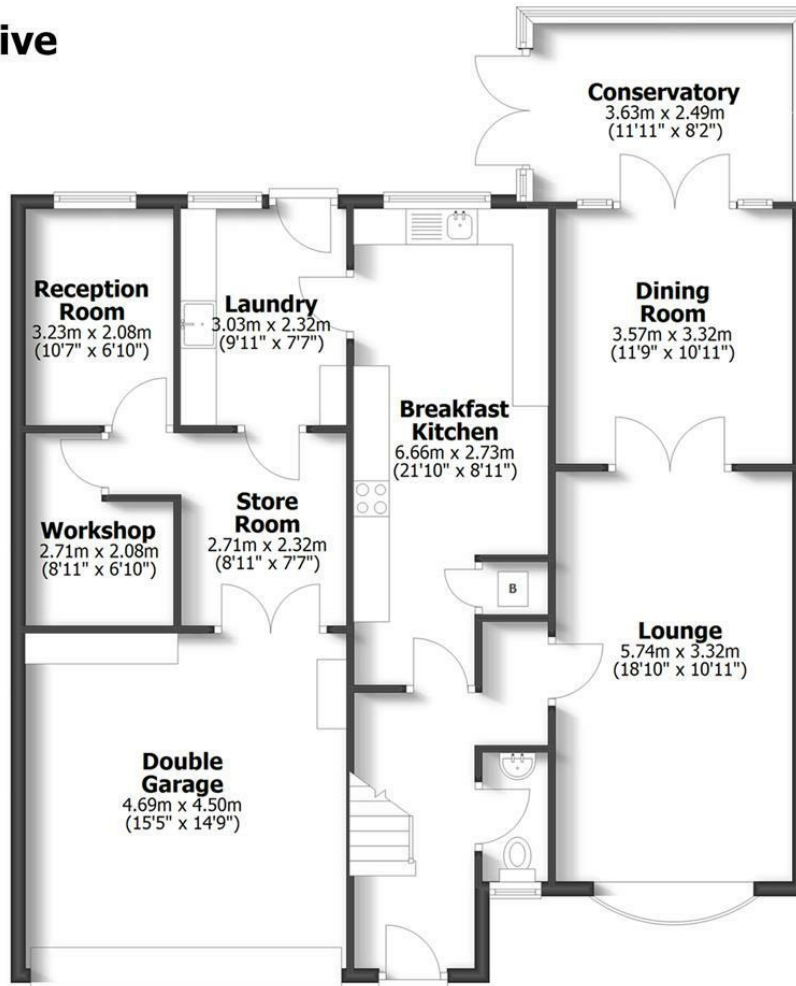 ive
Conservatory
3.63m x 2.49m
(11'11" x 8'2")
Reception
Room
3.23m x 2.08m
(10'7" x 6'10")
Laundry
3.03m x 2.32m
(9'11" x 7'7")
Dining
Room
3.57m x 3.32m
(11'9" x 10'11")
Breakfast
Kitchen
6.66m x 2.73m
(21'10" x 8'11")
Workshop
2.71m x 2.08m
(8'11" x 6'10")
Store
Room
2.71m x 2.32m
(8'11" x 7'7")
B
Lounge
5.74m x 3.32m
(18'10" x 10'11")
Double
Garage
4.69m x 4.50m
(15'5" x 14'9")